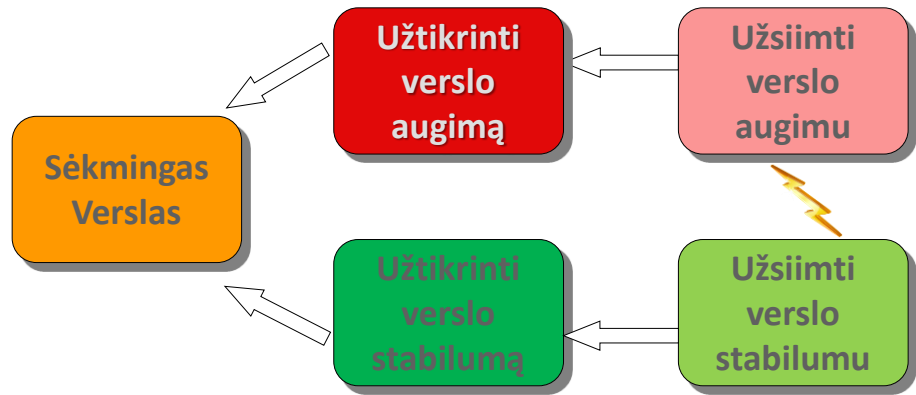 Užtikrinti
verslo
augimą
Užsiimti
verslo
augimu
Sėkmingas
Verslas
Užtikrinti
verslo
stabilumą
Užsiimti
verslo
stabilumu